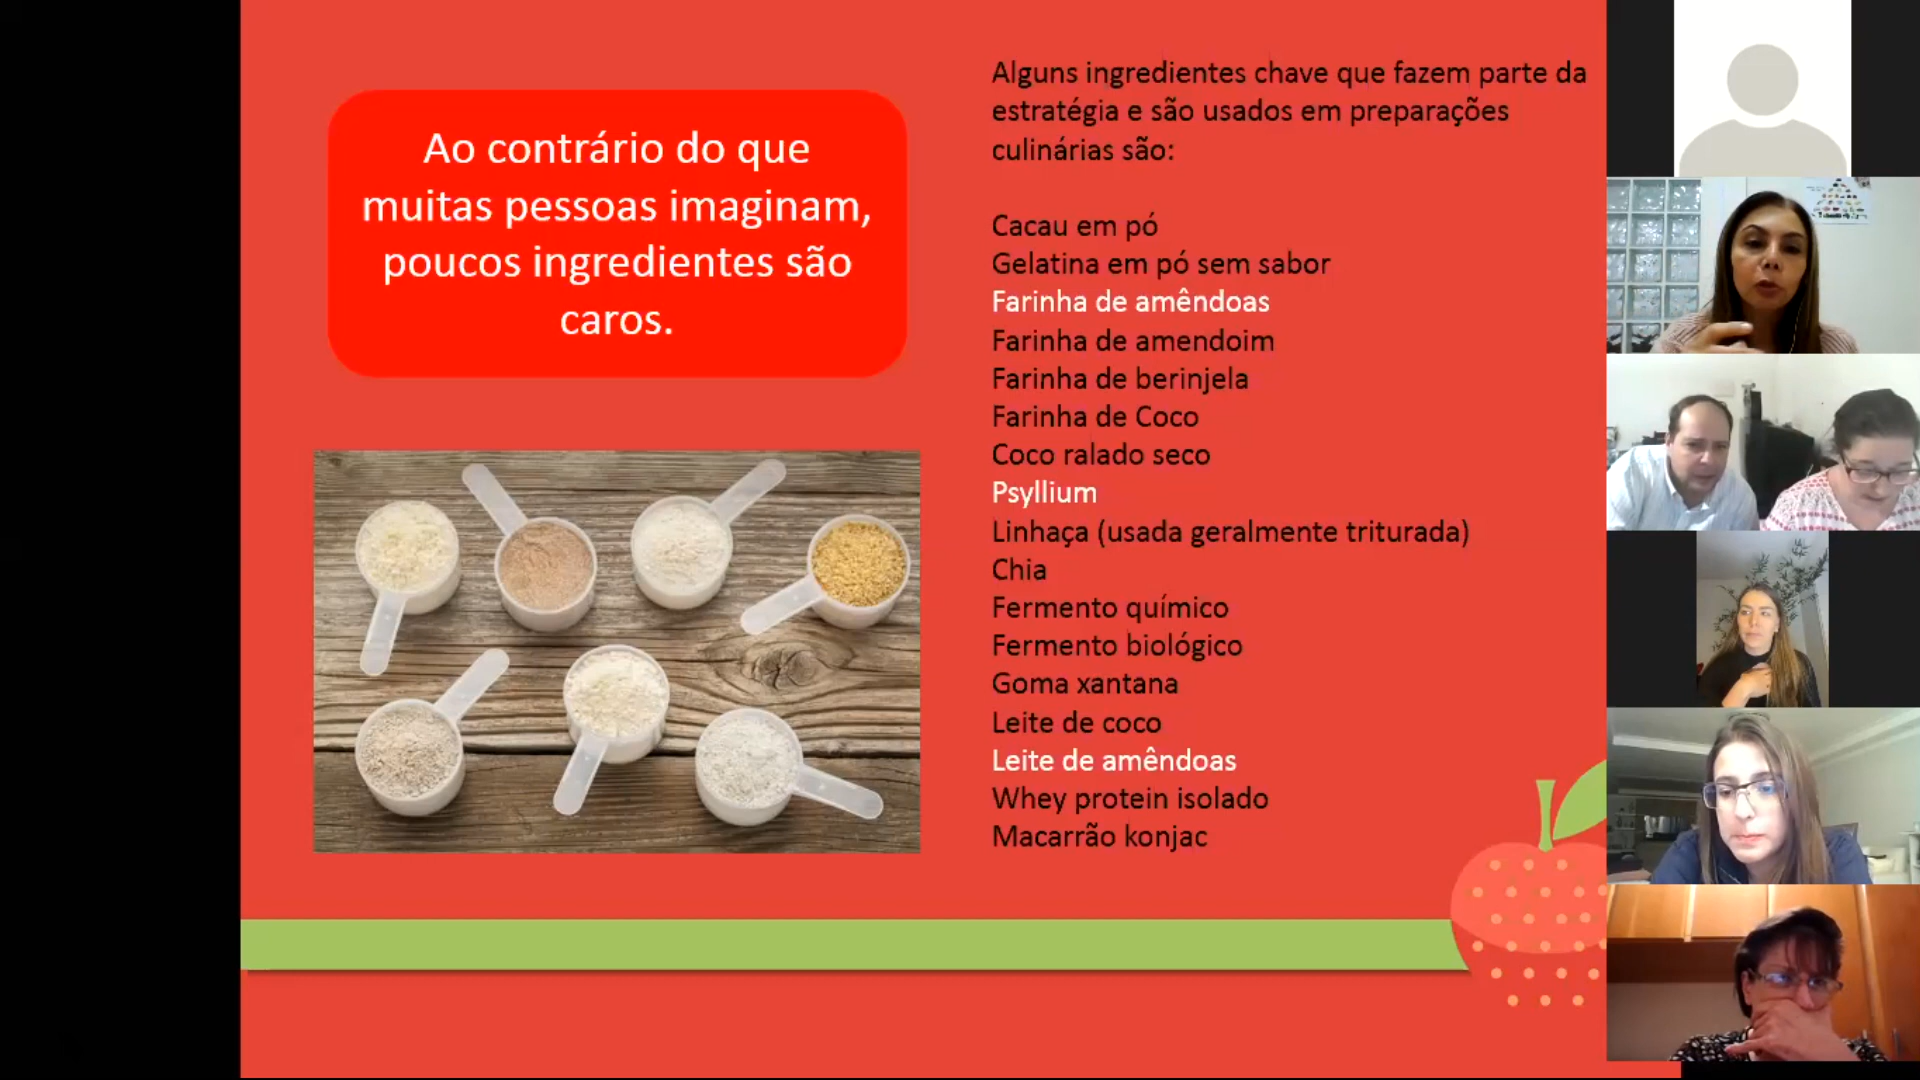 Ao contrário do que
muitas pessoas imaginam,
poucos ingredientes são
caros.
Alguns ingredientes chave que fazem parte da
estratégia e são usados em preparações
culinárias são:
Cacau em pó
Gelatina em pó sem sabor
Farinha de amêndoas
Farinha de amendoim
Farinha de berinjela
Farinha de Coco
Coco ralado seco
Psyllium
Linhaça (usada geralmente triturada)
Chia
Fermento químico
Fermento biológico
Goma xantana
Leite de coco
Leite de amêndoas
Whey protein isolado
Macarrão konjac